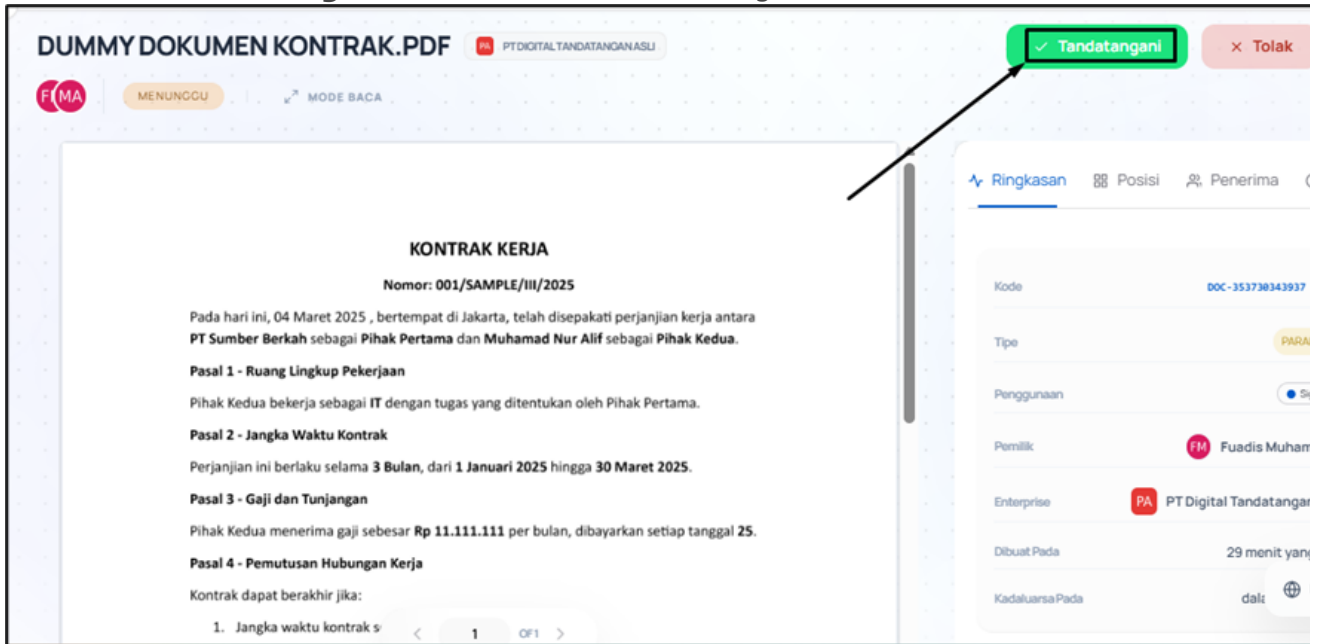 DUMMY DOKUMEN KONTRAK.PDF PA PT DIGITAL TANDATANGAN ASLI
✓ Tandatangani
× Tolak
MA MENUNGGU MODE BACA
Ringkasan Posisi Penerima
KONTRAK KERJA
Nomor: 001/SAMPLE/III/2025
Pada hari ini, 04 Maret 2025 , bertempat di Jakarta, telah disepakati perjanjian kerja antara
PT Sumber Berkah sebagai Pihak Pertama dan Muhamad Nur Alif sebagai Pihak Kedua.
Pasal 1 - Ruang Lingkup Pekerjaan
Pihak Kedua bekerja sebagai IT dengan tugas yang ditentukan oleh Pihak Pertama.
Pasal 2 - Jangka Waktu Kontrak
Perjanjian ini berlaku selama 3 Bulan, dari 1 Januari 2025 hingga 30 Maret 2025.
Pasal 3 - Gaji dan Tunjangan
Pihak Kedua menerima gaji sebesar Rp 11.111.111 per bulan, dibayarkan setiap tanggal 25.
Pasal 4 - Pemutusan Hubungan Kerja
Kontrak dapat berakhir jika:
1. Jangka waktu kontrak
< 1 OF 1 >
Kode DOC-353730343937
Tipe PARA
Penggunaan
Pemilik FM Fuadis Muham
Enterprise PA PT Digital Tandatangan
Dibuat Pada 29 menit yang
Kadaluarsa Pada